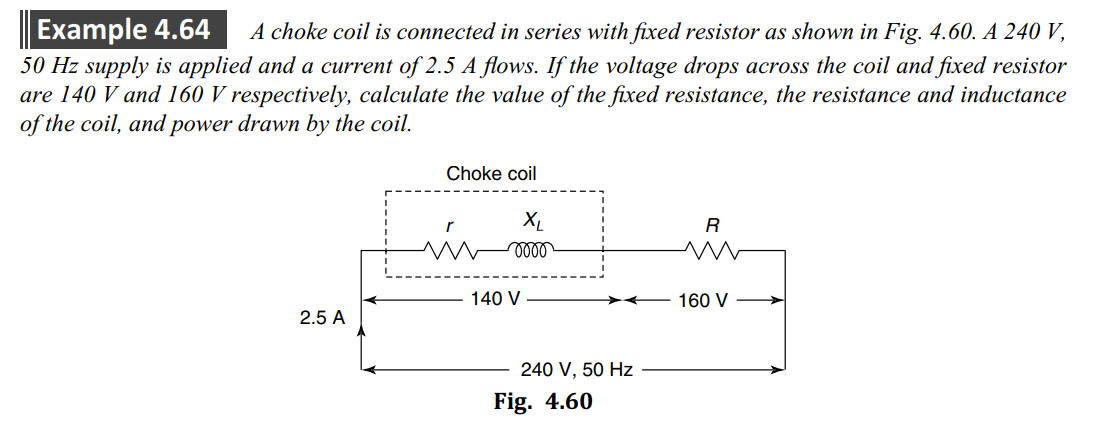 Example 4.64 A choke coil is connected in series with fixed resistor as shown in Fig. 4.60. A 240 V,
50 Hz supply is applied and a current of 2.5 A flows. If the voltage drops across the coil and fixed resistor
are 140 V and 160 V respectively, calculate the value of the fixed resistance, the resistance and inductance
of the coil, and power drawn by the coil.
Choke coil
r XL R
140 V 160 V
2.5 A
240 V, 50 Hz
Fig. 4.60